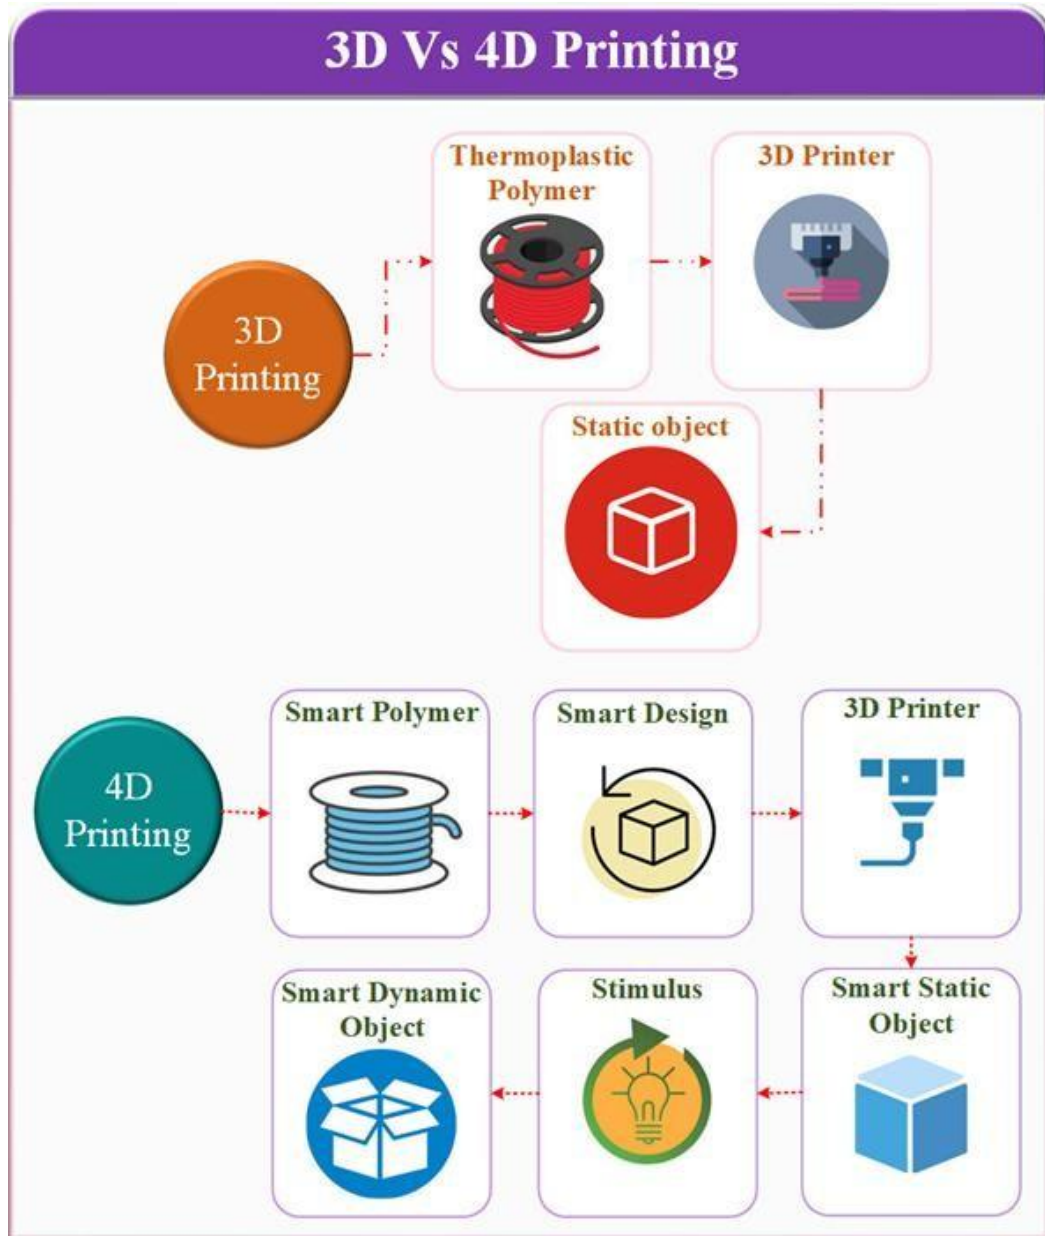 3D Vs 4D Printing
Thermoplastic
Polymer
3D Printer
3D
Printing
Static object
Smart Polymer
Smart Design
3D Printer
4D
Printing
Smart Dynamic
Object
Stimulus
Smart Static
Object